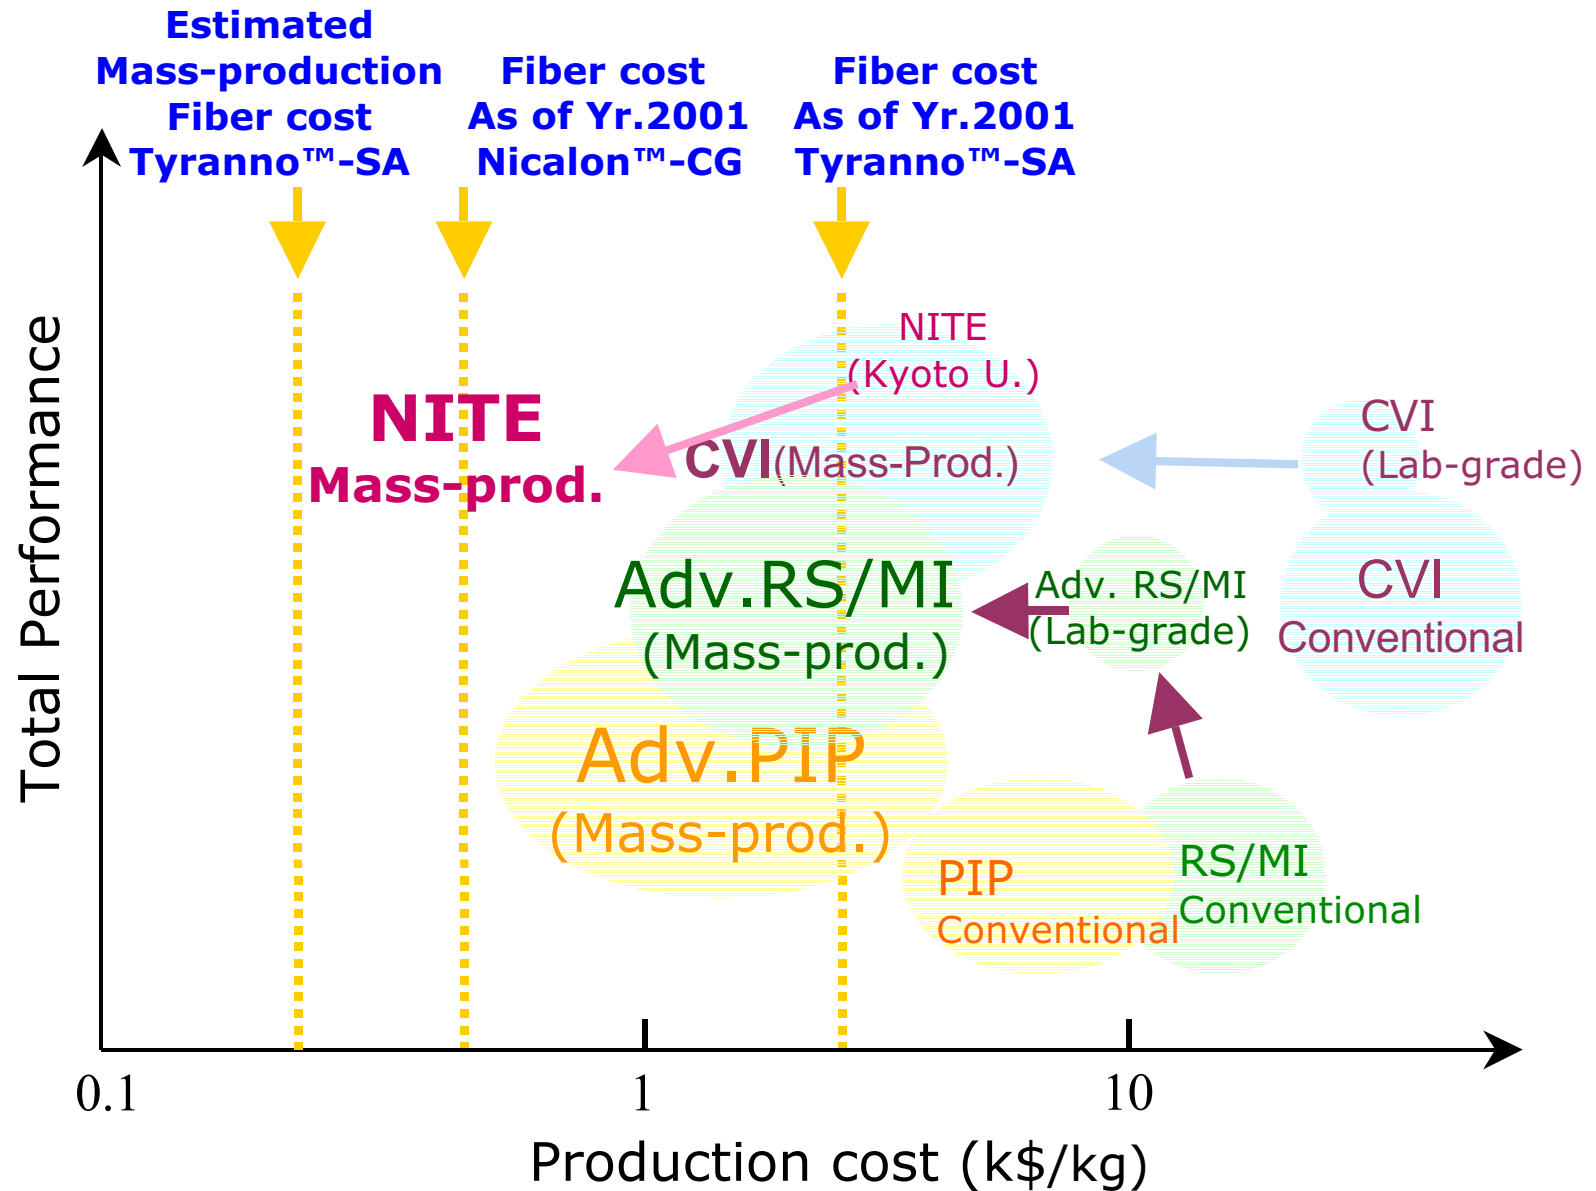 Estimated
Mass-production
Fiber cost
Tyranno™-SA
Fiber cost
As of Yr.2001
Nicalon™-CG
Fiber cost
As of Yr.2001
Tyranno™-SA
Total Performance
NITE
(Kyoto U.)
NITE
Mass-prod.
CVI(Mass-Prod.)
CVI
(Lab-grade)
Adv.RS/MI
(Mass-prod.)
Adv. RS/MI
(Lab-grade)
CVI
Conventional
Adv.PIP
(Mass-prod.)
PIP
Conventional
RS/MI
Conventional
0.1
1
10
Production cost (k$/kg)